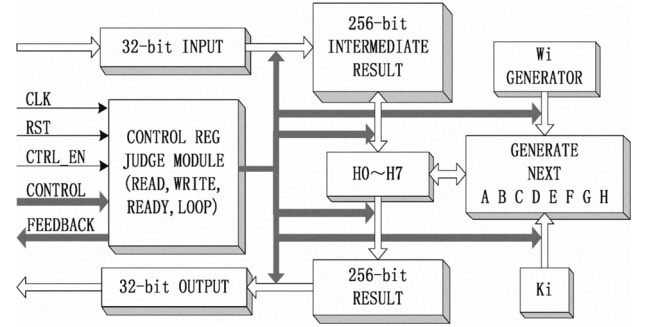 32-bit INPUT
256-bit
INTERMEDIATE
RESULT
Wi
GENERATOR
CLK
RST
CTRL_EN
CONTROL
FEEDBACK
CONTROL REG
JUDGE MODULE
(READ, WRITE,
READY, LOOP)
H0～H7
GENERATE
NEXT
A B C D E F G H
32-bit OUTPUT
256-bit
RESULT
Ki